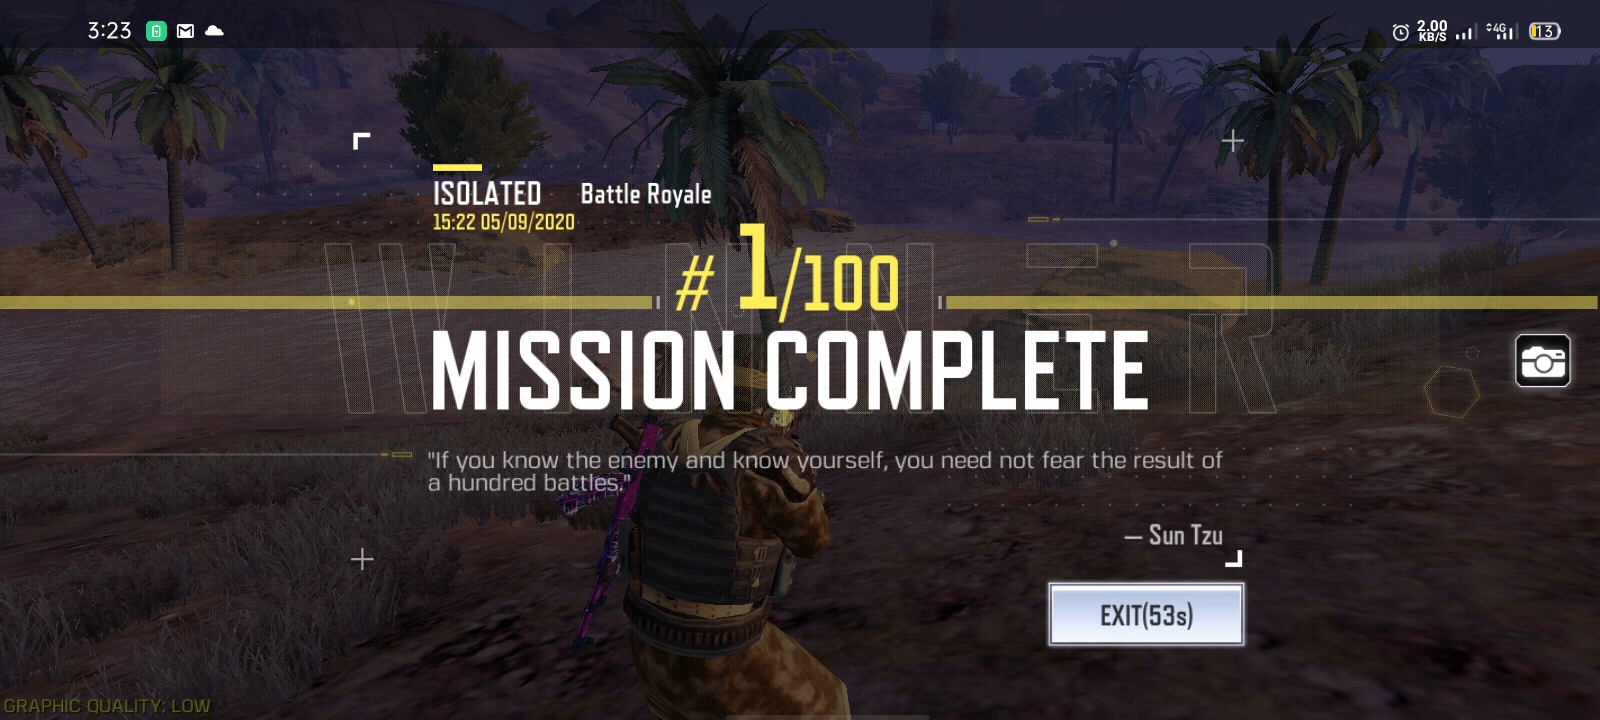 3:23
2.00
KB/S
4G
13
ISOLATED Battle Royale
15:22 05/09/2020
WINNER
# 1/100
MISSION COMPLETE
"If you know the enemy and know yourself, you need not fear the result of
a hundred battles."
— Sun Tzu
EXIT(53s)
GRAPHIC QUALITY: LOW